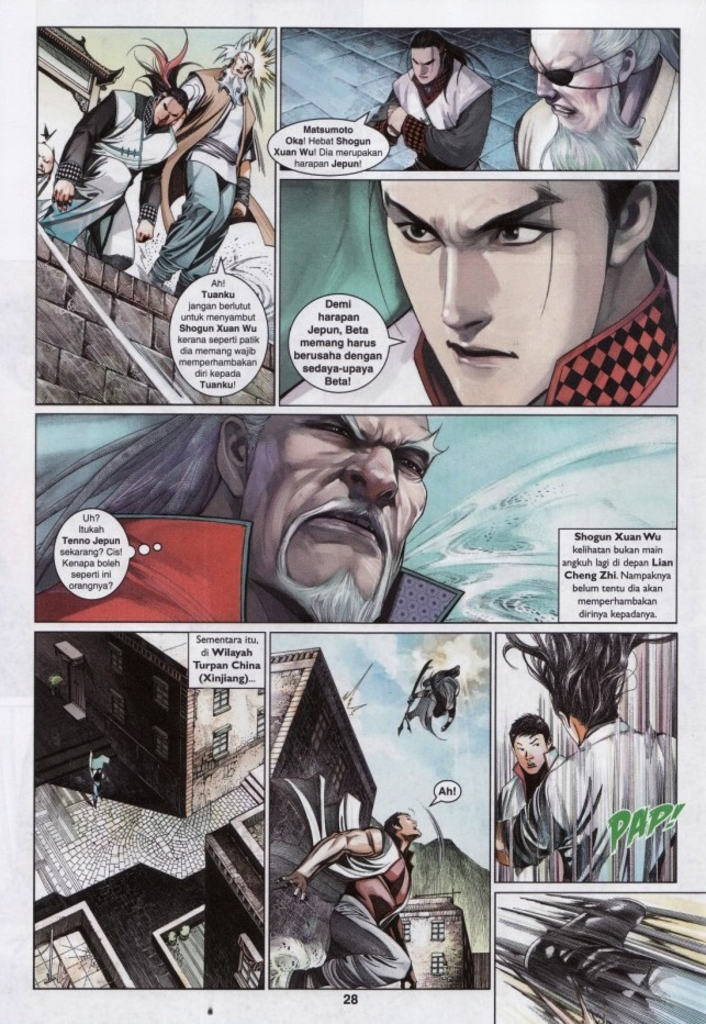 Matsumoto
Oka! Hebat Shogun
Xuan Wu! Dia merupakan
harapan Jepun!
Ah!
Tuanku
jangan berlutut
untuk menyambut
Shogun Xuan Wu
kerana seperti patik
dia memang wajib
memperhambakan
diri kepada
Tuanku!
Demi
harapan
Jepun, Beta
memang harus
berusaha dengan
sedaya-upaya
Beta!
Uh?
Itukah
Tenno Jepun
sekarang? Cis!
Kenapa boleh
seperti ini
orangnya?
Shogun Xuan Wu
kelihatan bukan main
angkuh lagi di depan Lian
Cheng Zhi. Nampaknya
belum tentu dia akan
memperhambakan
dirinya kepadanya.
Sementara itu,
di Wilayah
Turpan China
(Xinjiang)...
Ah!
PAP!
28